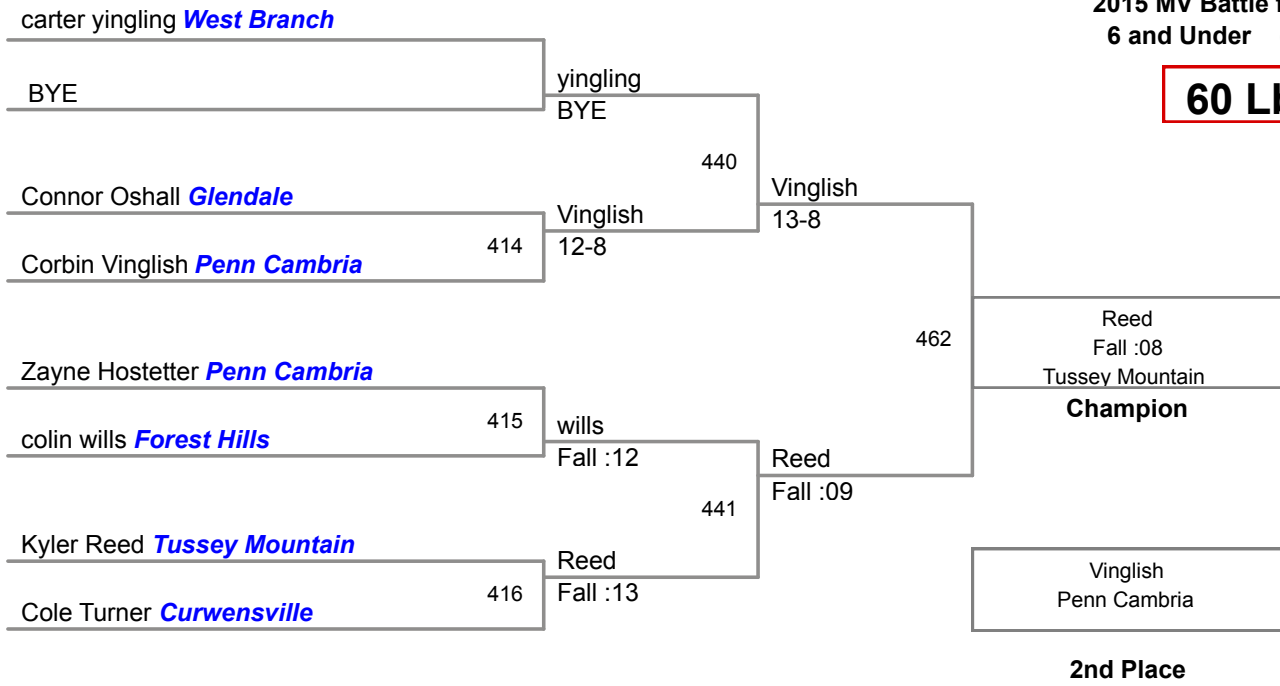 carter yingling West Branch
BYE
yingling
BYE
440
Connor Oshall Glendale
Vinglish
12-8
414
Corbin Vinglish Penn Cambria
Vinglish
13-8
462
Zayne Hostetter Penn Cambria
415
colin wills Forest Hills
wills
Fall :12
Reed
Fall :09
441
Kyler Reed Tussey Mountain
Reed
Fall :13
416
Cole Turner Curwensville
2015 MV Battle
6 and Under
60
Reed
Fall :08
Tussey Mountain
Champion
Vinglish
Penn Cambria
2nd Place